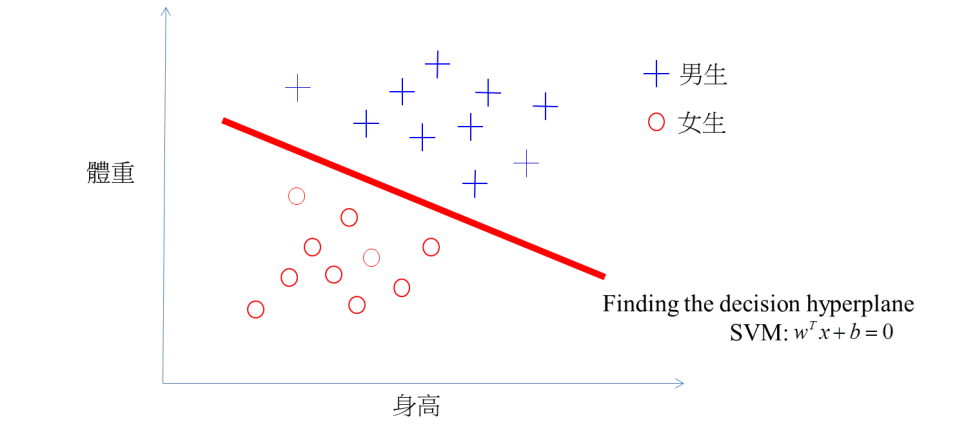 男生
女生
體重
Finding the decision hyperplane
SVM: $w^T x + b = 0$
身高